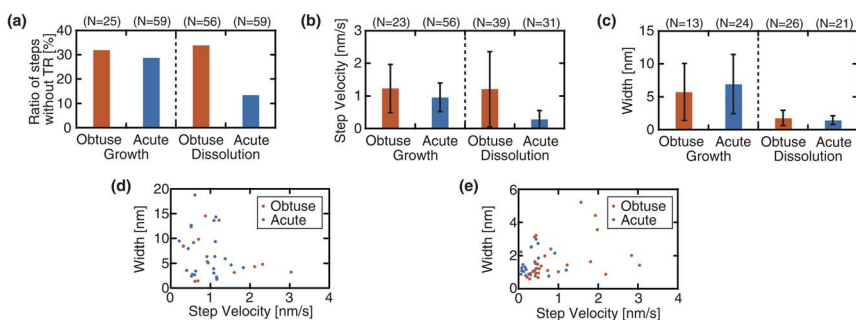 (a)
(N=25) (N=59) (N=56) (N=59)
Ratio of steps
without TR [%]
40
30
20
10
0
Obtuse Acute Obtuse Acute
Growth Dissolution
(b)
(N=23) (N=56) (N=39) (N=31)
Step Velocity [nm/s]
3
2
1
0
Obtuse Acute Obtuse Acute
Growth Dissolution
(c)
(N=13) (N=24) (N=26) (N=21)
Width [nm]
15
10
5
0
Obtuse Acute Obtuse Acute
Growth Dissolution
(d)
Width [nm]
20
15
10
5
0
Obtuse
Acute
0 1 2 3 4
Step Velocity [nm/s]
(e)
Width [nm]
6
4
2
0
Obtuse
Acute
0 1 2 3 4
Step Velocity [nm/s]